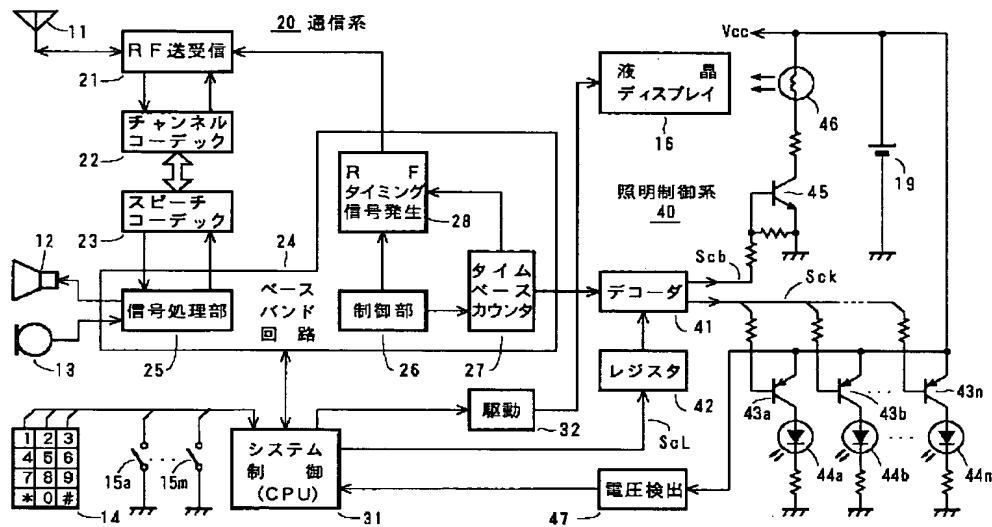 11
20 通信系
RF送受信
21
チャンネル
コーデック
22
スピーチ
コーデック
23
24
12
13
信号処理部
25
ベース
バンド
回路
RF
タイミング
信号発生
28
制御部
26
タイム
ベース
カウンタ
27
液晶
ディスプレイ
16
照明制御系
40
Vcc
46
45
19
Scb
Sck
デコーダ
41
レジスタ
42
SaL
43a
43b
43n
44a
44b
44n
1 2 3
4 5 6
7 8 9
* 0 #
14
15a
15m
システム
制御
(CPU)
31
駆動
32
電圧検出
47